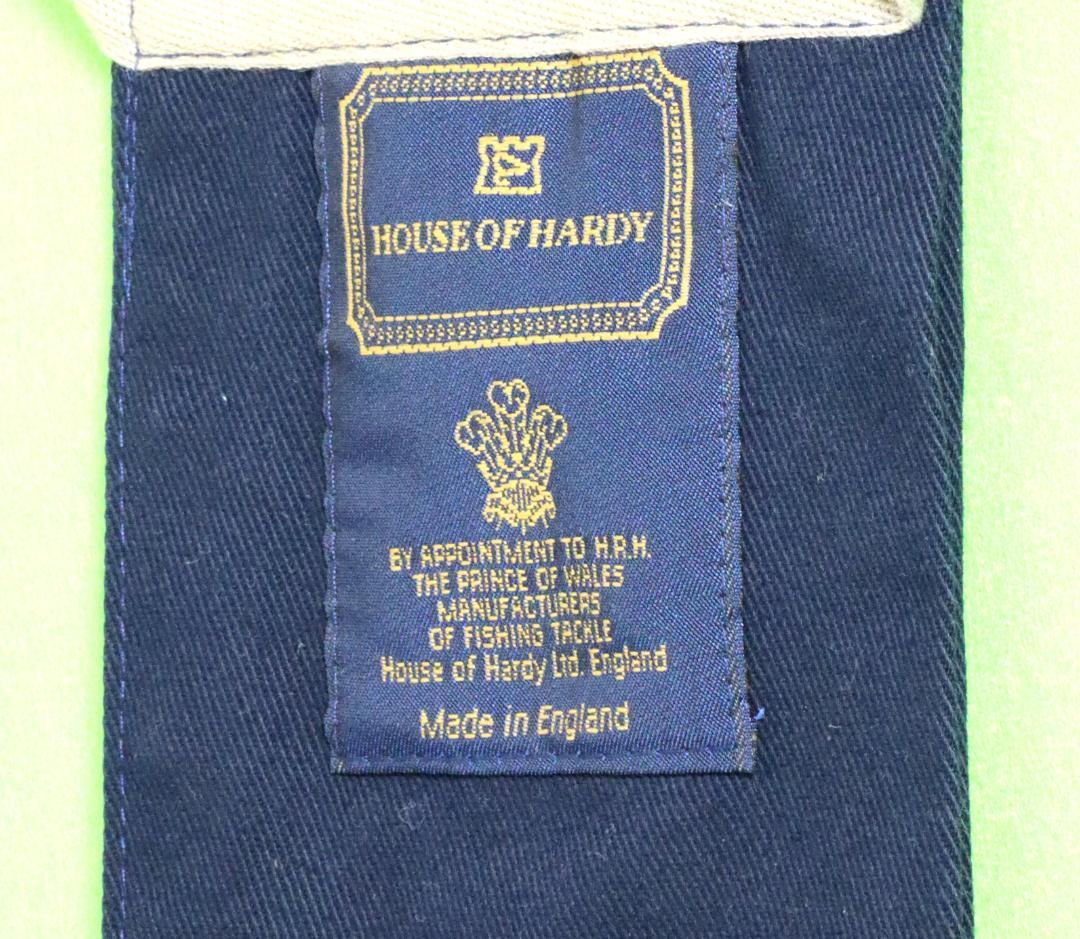 HOUSE OF HARDY
BY APPOINTMENT TO H.R.H.
THE PRINCE OF WALES
MANUFACTURERS
OF FISHING TACKLE
House of Hardy Ltd. England
Made in England